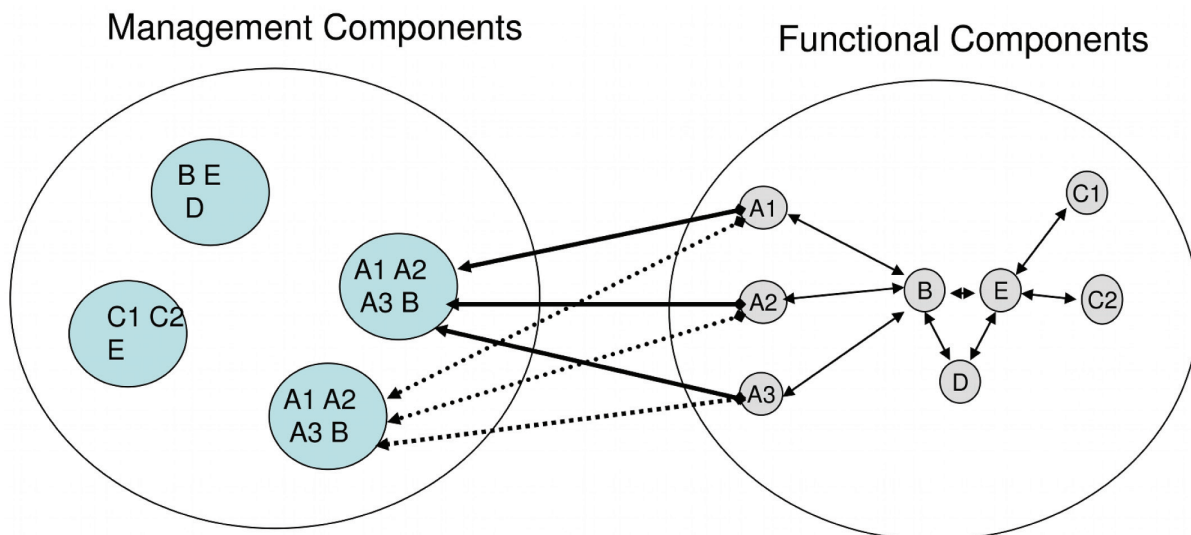 Management Components
Functional Components
B E
D
A1 A2
A3 B
C1 C2
E
A1 A2
A3 B
A1
A2
A3
B
E
D
C1
C2